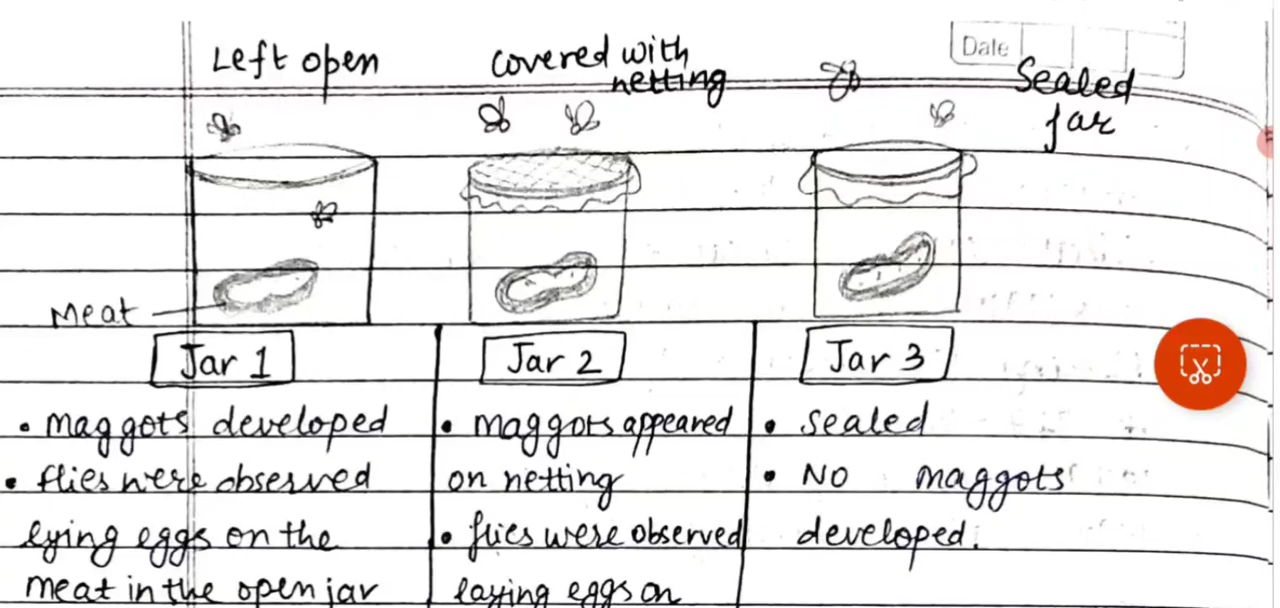 Date
Left open
covered with
netting
Sealed
jar
Meat
Jar 1
Jar 2
Jar 3
• maggots developed
• flies were observed
lying eggs on the
meat in the open jar
• maggots appeared
on netting
• flies were observed
laying eggs on
• sealed
• NO maggots
developed.